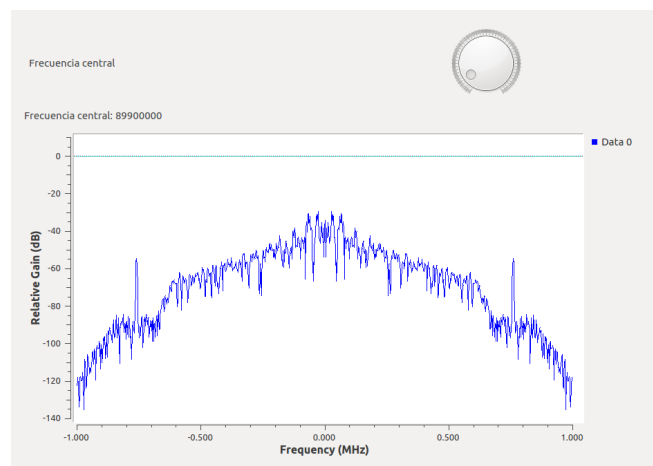 Frecuencia central
Frecuencia central: 89900000
Data 0
Relative Gain (dB)
0
-20
-40
-60
-80
-100
-120
-140
-1.000 -0.500 0.000 0.500 1.000
Frequency (MHz)